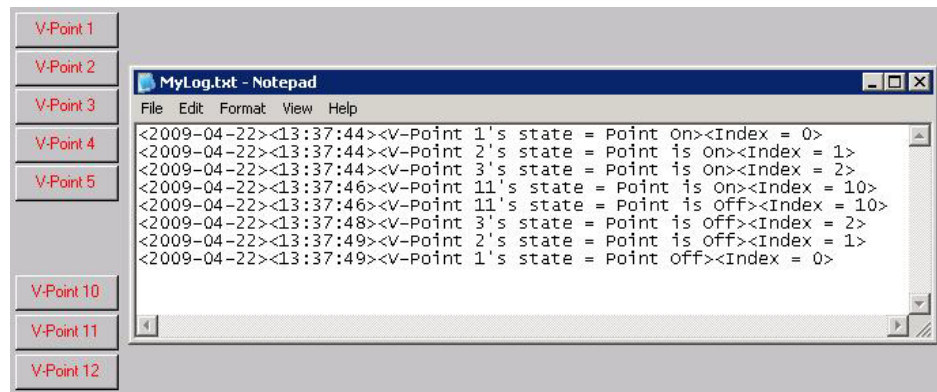 V-Point 1
V-Point 2
V-Point 3
V-Point 4
V-Point 5
V-Point 10
V-Point 11
V-Point 12
MyLog.txt - Notepad
File Edit Format View Help
<2009-04-22><13:37:44><V-Point 1's state = Point On><Index = 0>
<2009-04-22><13:37:44><V-Point 2's state = Point is On><Index = 1>
<2009-04-22><13:37:44><V-Point 3's state = Point is On><Index = 2>
<2009-04-22><13:37:46><V-Point 11's state = Point is On><Index = 10>
<2009-04-22><13:37:46><V-Point 11's state = Point is Off><Index = 10>
<2009-04-22><13:37:48><V-Point 3's state = Point is Off><Index = 2>
<2009-04-22><13:37:49><V-Point 2's state = Point is Off><Index = 1>
<2009-04-22><13:37:49><V-Point 1's state = Point Off><Index = 0>